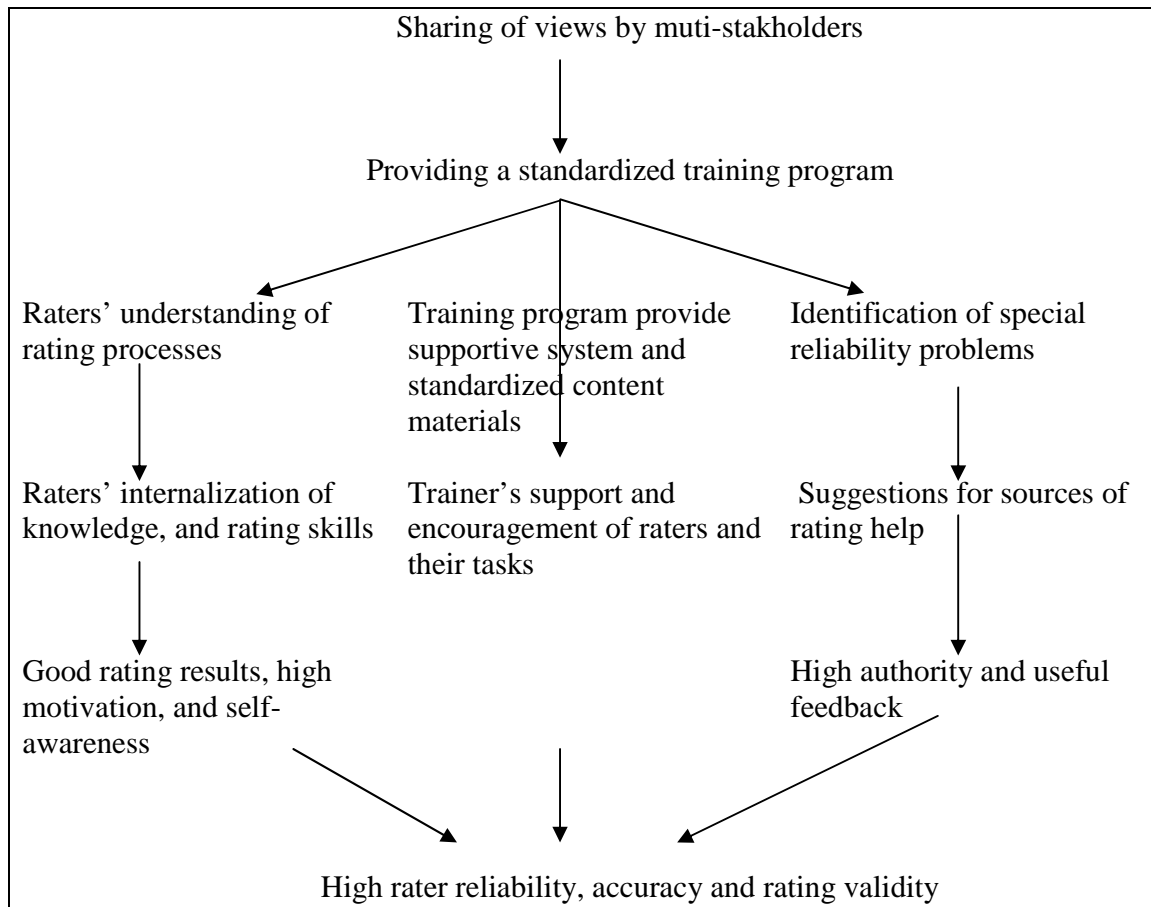 Sharing of views by muti-stakholders
Providing a standardized training program
Raters’ understanding of
rating processes
Training program provide
supportive system and
standardized content
materials
Identification of special
reliability problems
Raters’ internalization of
knowledge, and rating skills
Trainer’s support and
encouragement of raters and
their tasks
Suggestions for sources of
rating help
Good rating results, high
motivation, and self-
awareness
High authority and useful
feedback
High rater reliability, accuracy and rating validity